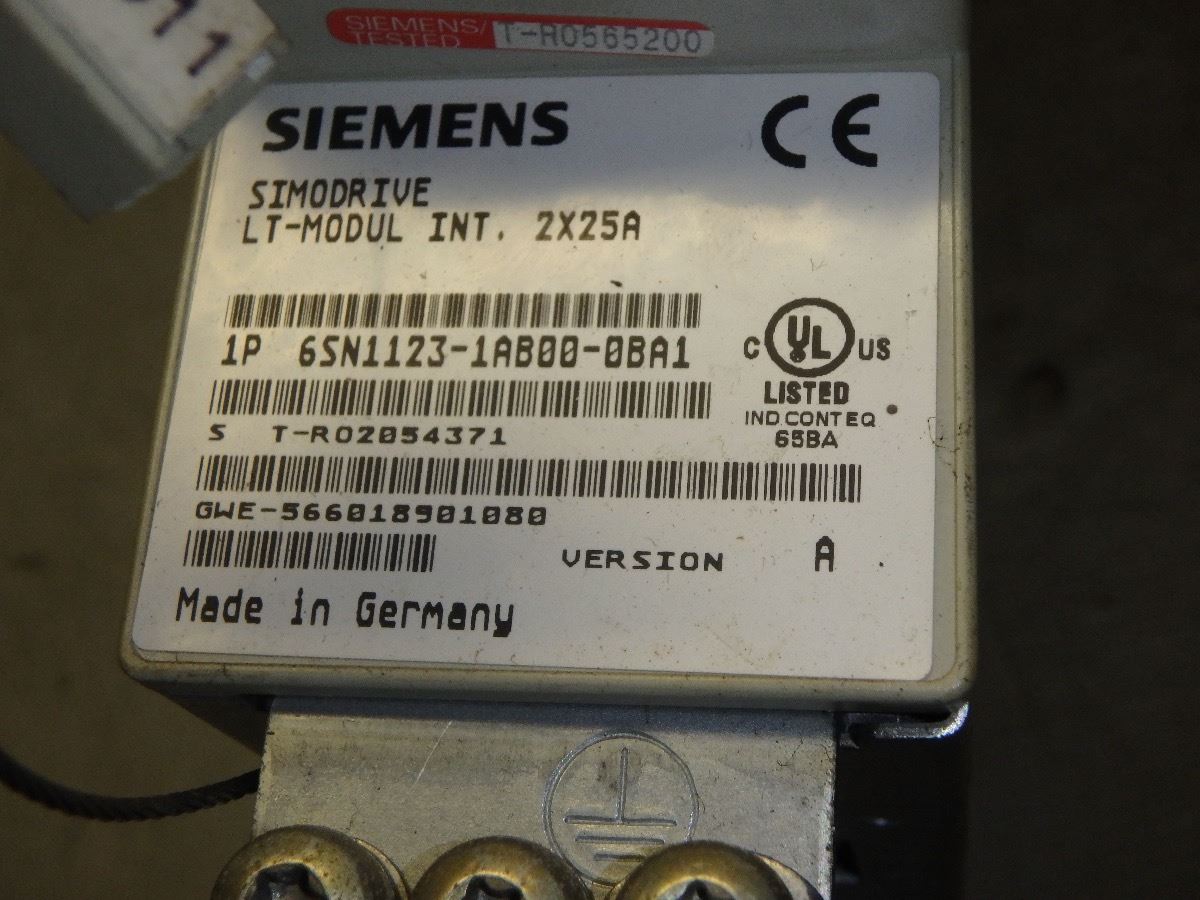 SIEMENS/
TESTED T-R0565200
SIEMENS CE
SIMODRIVE
LT-MODUL INT. 2X25A
1P 6SN1123-1AB00-0BA1
C UL US
LISTED
IND.CONT.EQ
65BA
S T-R02054371
GWE-566018901080
VERSION A
Made in Germany